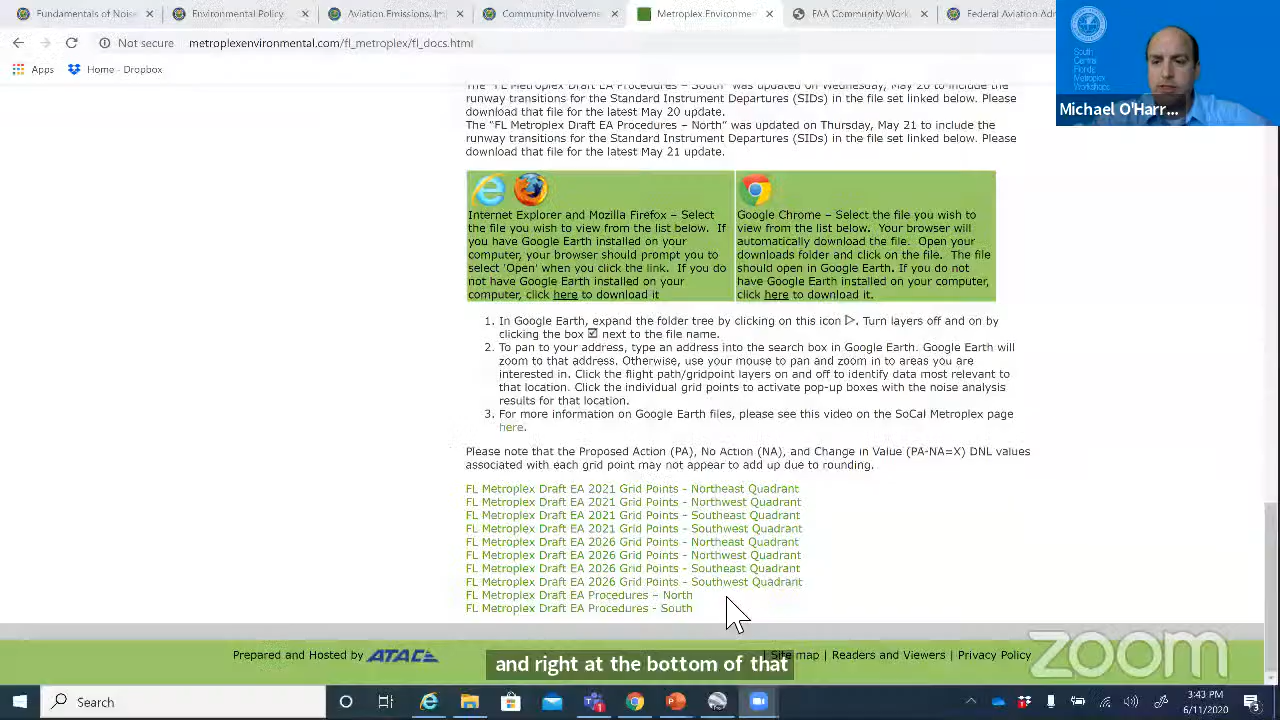 Fundamentals of Noise
Environmental Poli
Aviation Emissions, Im
Community Involveme
Metroplex Environmen
FAA Community Work
Federal Aviation Adm
Not secure
metroplexenvironmental.com/fl_metroplex/fl_docs.html
Apps
Home - Dropbox
South
Central
Florida
Metroplex
Workshops
Michael O'Harr...
The "FL Metroplex Draft EA Procedures – South" was updated on Wednesday, May 20 to include the
runway transitions for the Standard Instrument Departures (SIDs) in the file set linked below. Please
download that file for the latest May 20 update.
The "FL Metroplex Draft EA Procedures – North" was updated on Thursday, May 21 to include the
runway transitions for the Standard Instrument Departures (SIDs) in the file set linked below. Please
download that file for the latest May 21 update.
Internet Explorer and Mozilla Firefox – Select
the file you wish to view from the list below. If
you have Google Earth installed on your
computer, your browser should prompt you to
select 'Open' when you click the link. If you do
not have Google Earth installed on your
computer, click here to download it
Google Chrome – Select the file you wish to
view from the list below. Your browser will
automatically download the file. Open your
downloads folder and click on the file. The file
should open in Google Earth. If you do not
have Google Earth installed on your computer,
click here to download it.
1. In Google Earth, expand the folder tree by clicking on this icon ▷. Turn layers off and on by
clicking the box ☑ next to the file name.
2. To pan to your address, type an address into the search box in Google Earth. Google Earth will
zoom to that address. Otherwise, use your mouse to pan and zoom in to areas you are
interested in. Click the flight path/gridpoint layers on and off to identify data most relevant to
that location. Click the individual grid points to activate pop-up boxes with the noise analysis
results for that location.
3. For more information on Google Earth files, please see this video on the SoCal Metroplex page
here.
Please note that the Proposed Action (PA), No Action (NA), and Change in Value (PA-NA=X) DNL values
associated with each grid point may not appear to add up due to rounding.
FL Metroplex Draft EA 2021 Grid Points - Northeast Quadrant
FL Metroplex Draft EA 2021 Grid Points - Northwest Quadrant
FL Metroplex Draft EA 2021 Grid Points - Southeast Quadrant
FL Metroplex Draft EA 2021 Grid Points - Southwest Quadrant
FL Metroplex Draft EA 2026 Grid Points - Northeast Quadrant
FL Metroplex Draft EA 2026 Grid Points - Northwest Quadrant
FL Metroplex Draft EA 2026 Grid Points - Southeast Quadrant
FL Metroplex Draft EA 2026 Grid Points - Southwest Quadrant
FL Metroplex Draft EA Procedures – North
FL Metroplex Draft EA Procedures - South
Prepared and Hosted by ATAC
| Site map | Readers and Viewers | Privacy Policy
and right at the bottom of that
zoom
Search
3:43 PM
6/11/2020